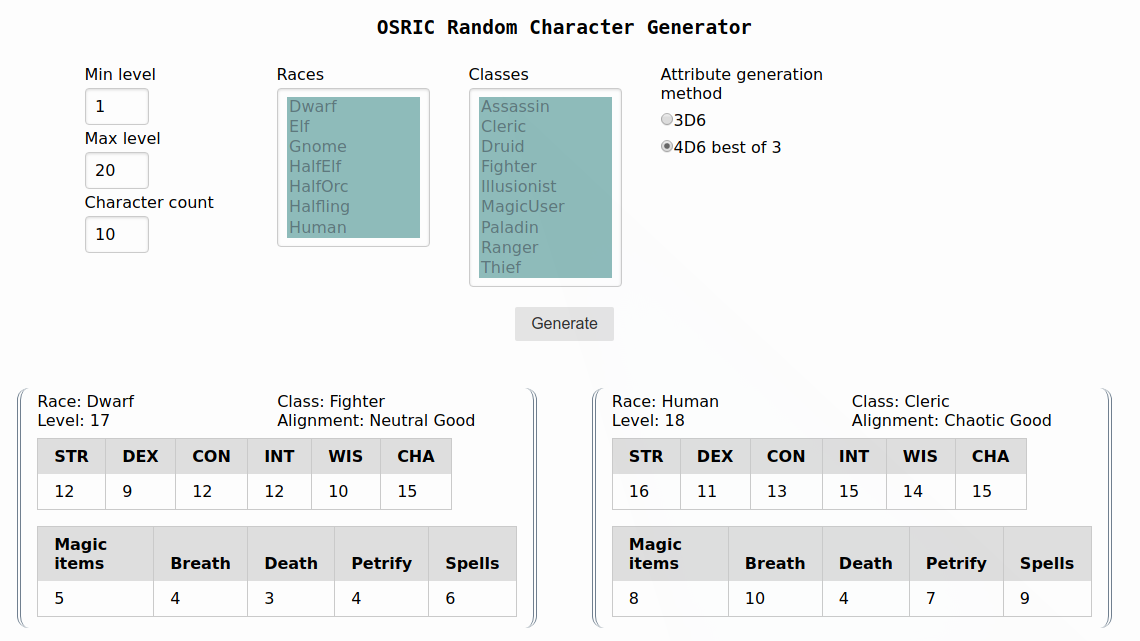 OSRIC Random Character Generator
Min level
1
Max level
20
Character count
10
Races
Dwarf
Elf
Gnome
HalfElf
HalfOrc
Halfling
Human
Classes
Assassin
Cleric
Druid
Fighter
Illusionist
MagicUser
Paladin
Ranger
Thief
Attribute generation
method
3D6
4D6 best of 3
Generate
Race: Dwarf Class: Fighter
Level: 17 Alignment: Neutral Good
STR DEX CON INT WIS CHA
12 9 12 12 10 15
Magic
items Breath Death Petrify Spells
5 4 3 4 6
Race: Human Class: Cleric
Level: 18 Alignment: Chaotic Good
STR DEX CON INT WIS CHA
16 11 13 15 14 15
Magic
items Breath Death Petrify Spells
8 10 4 7 9